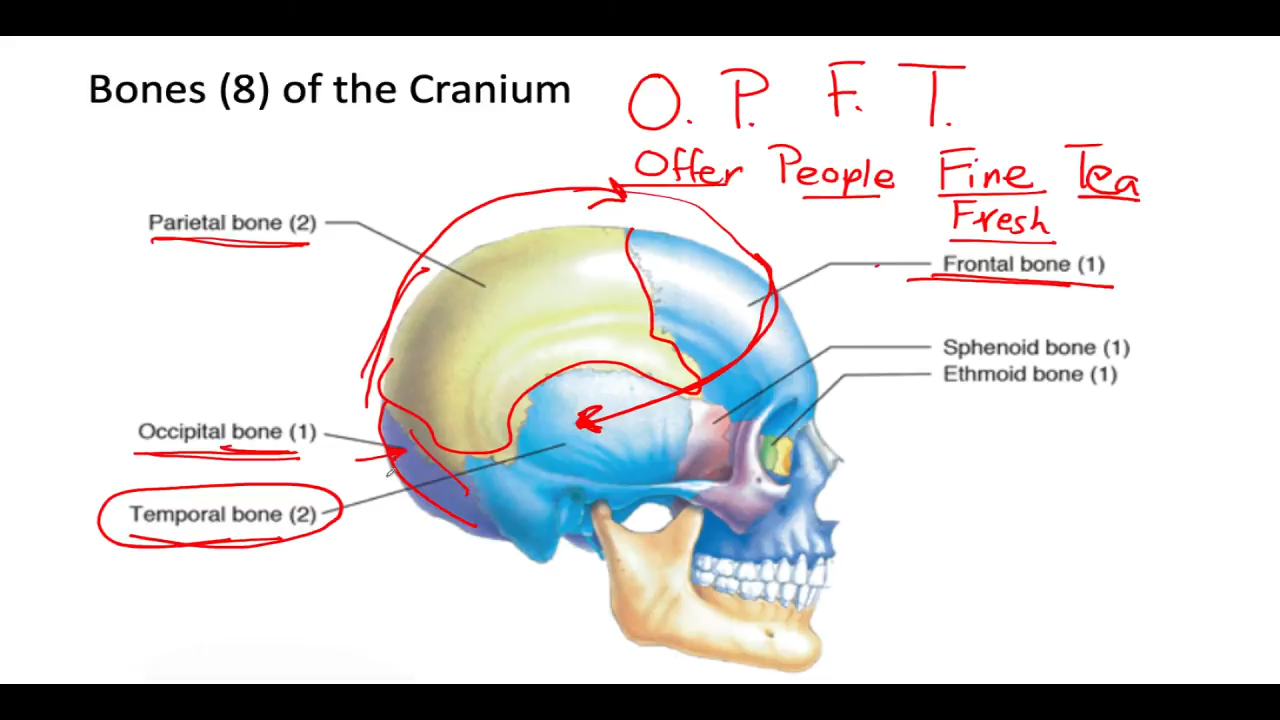 Bones (8) of the Cranium
O. P. F. T.
Offer People Fine Tea
Fresh
Parietal bone (2)
Frontal bone (1)
Sphenoid bone (1)
Ethmoid bone (1)
Occipital bone (1)
Temporal bone (2)